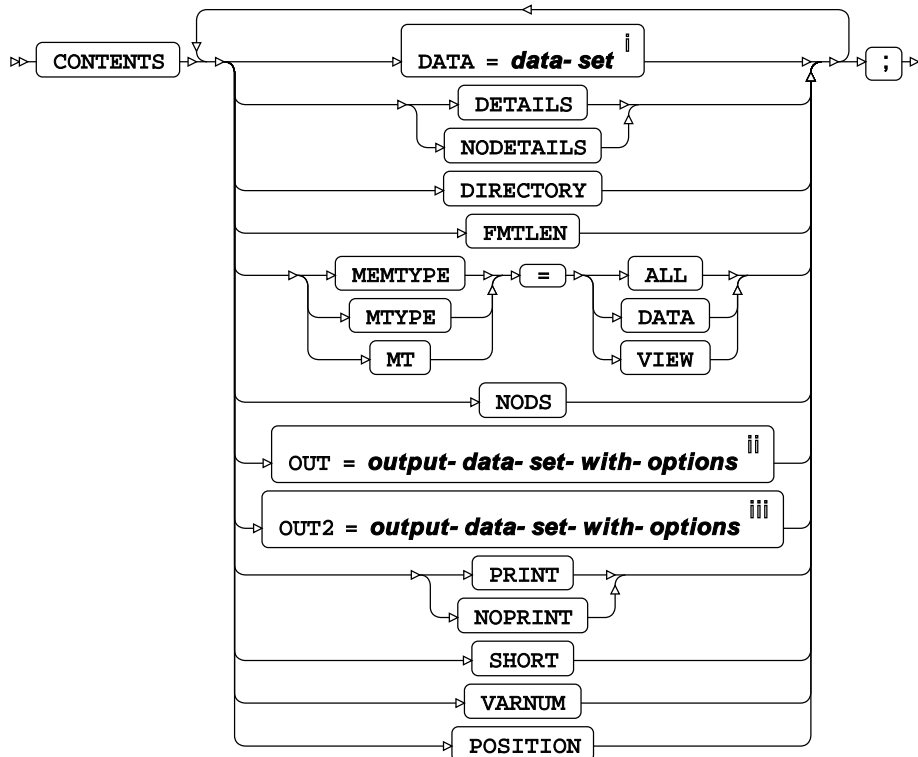 CONTENTS
DATA = data- set i
;
DETAILS
NODETAILS
DIRECTORY
FMTLEN
MEMTYPE = ALL
MTYPE DATA
MT VIEW
NODS
OUT = output- data- set- with- options ii
OUT2 = output- data- set- with- options iii
PRINT
NOPRINT
SHORT
VARNUM
POSITION